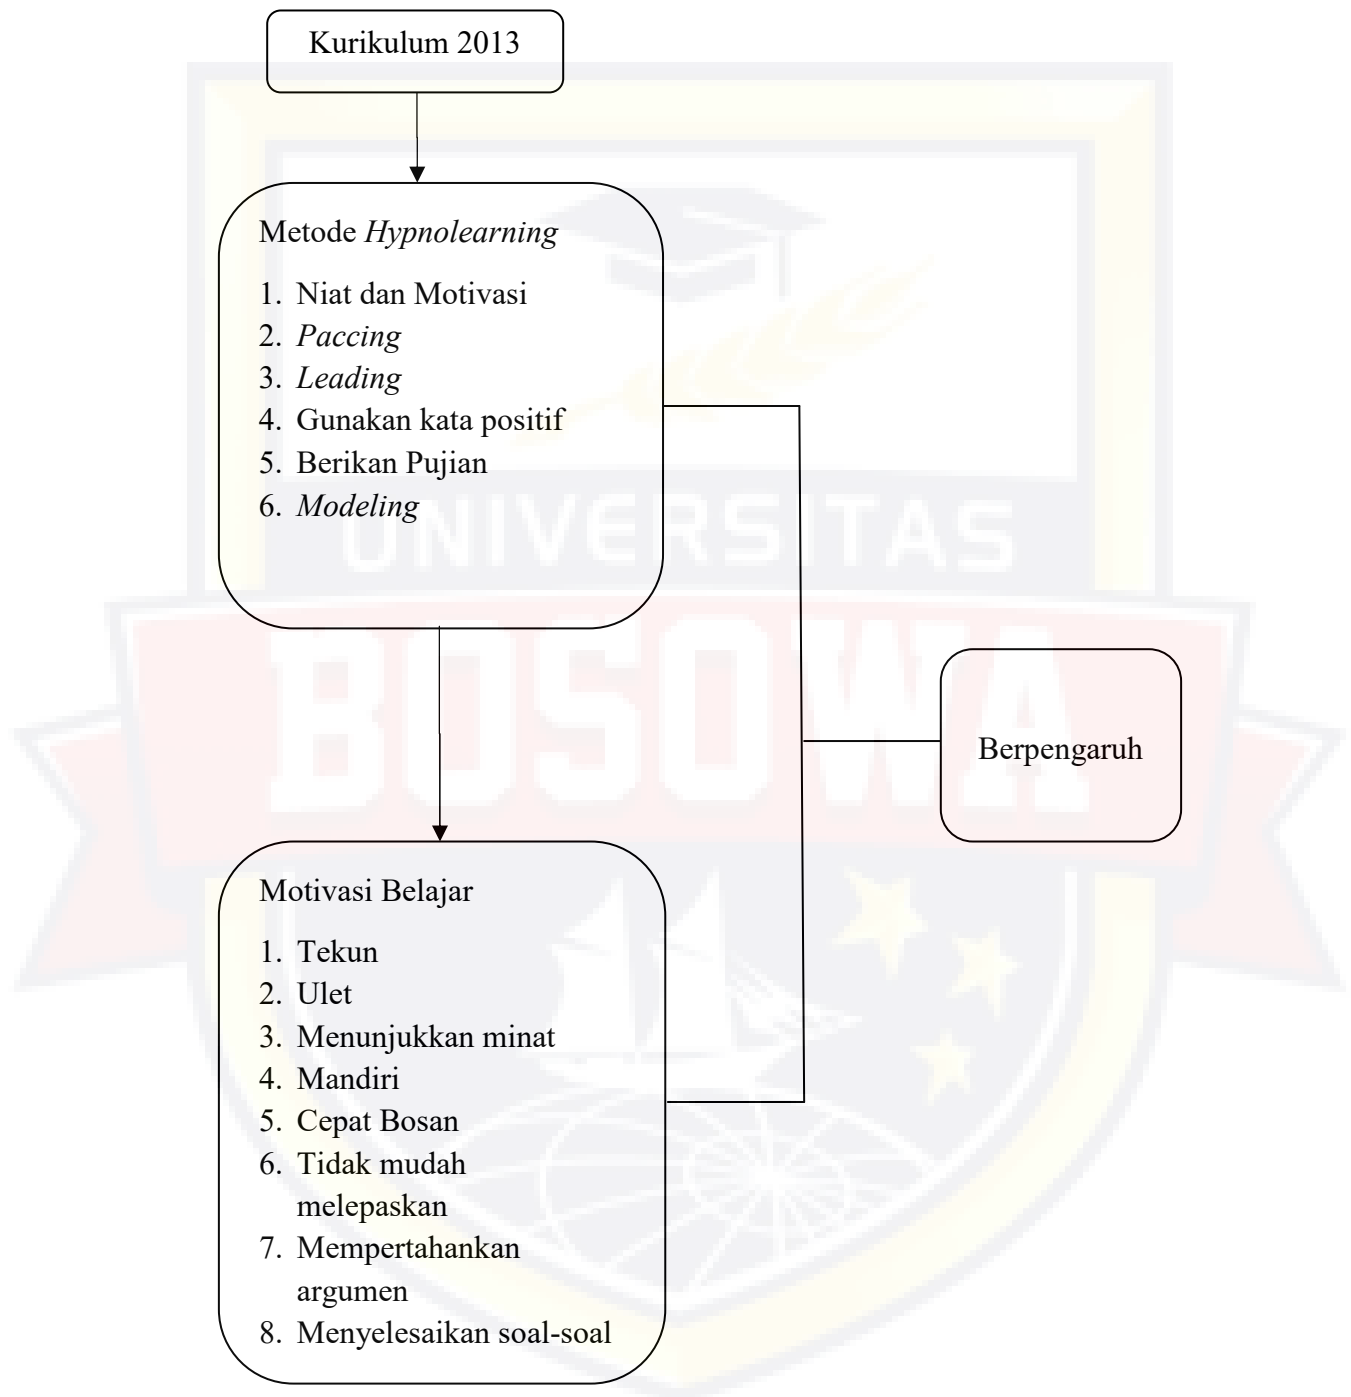 Kurikulum 2013
Metode Hypnolearning
1. Niat dan Motivasi
2. Paccing
3. Leading
4. Gunakan kata positif
5. Berikan Pujian
6. Modeling
UNIVERSITAS
BOSOWA
Berpengaruh
Motivasi Belajar
1. Tekun
2. Ulet
3. Menunjukkan minat
4. Mandiri
5. Cepat Bosan
6. Tidak mudah
melepaskan
7. Mempertahankan
argumen
8. Menyelesaikan soal-soal